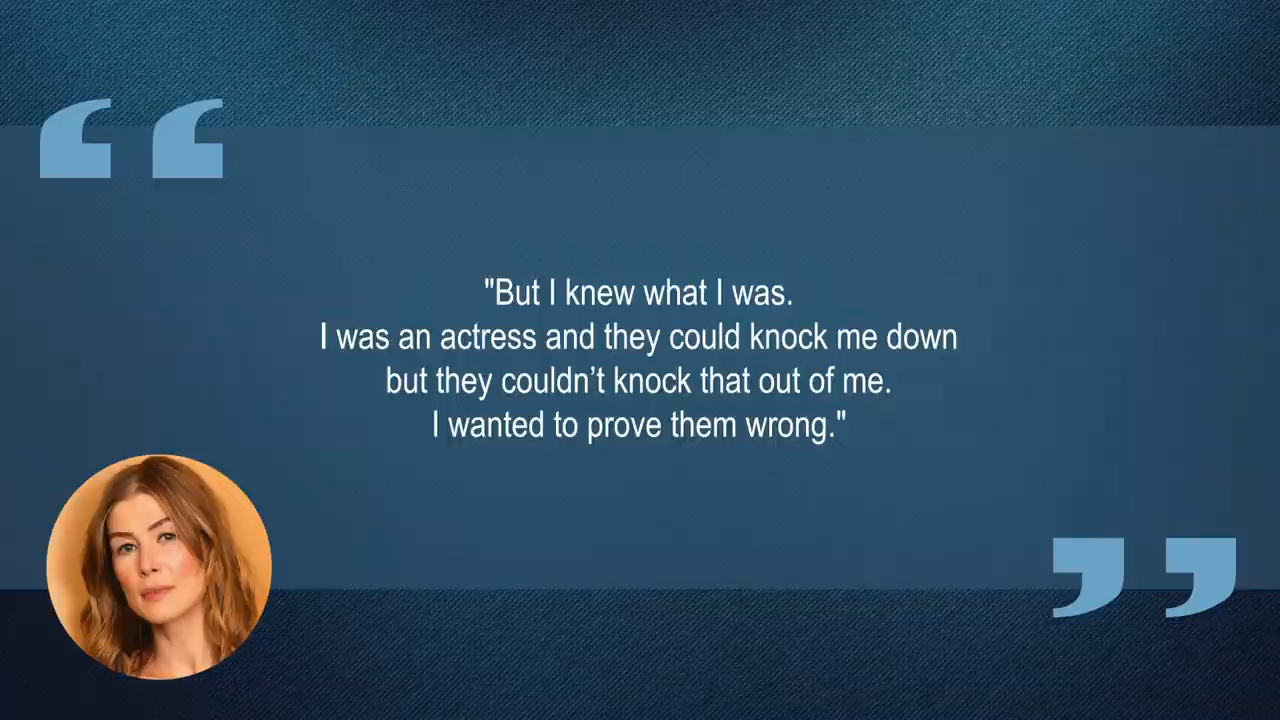 "But I knew what I was.
I was an actress and they could knock me down
but they couldn’t knock that out of me.
I wanted to prove them wrong."